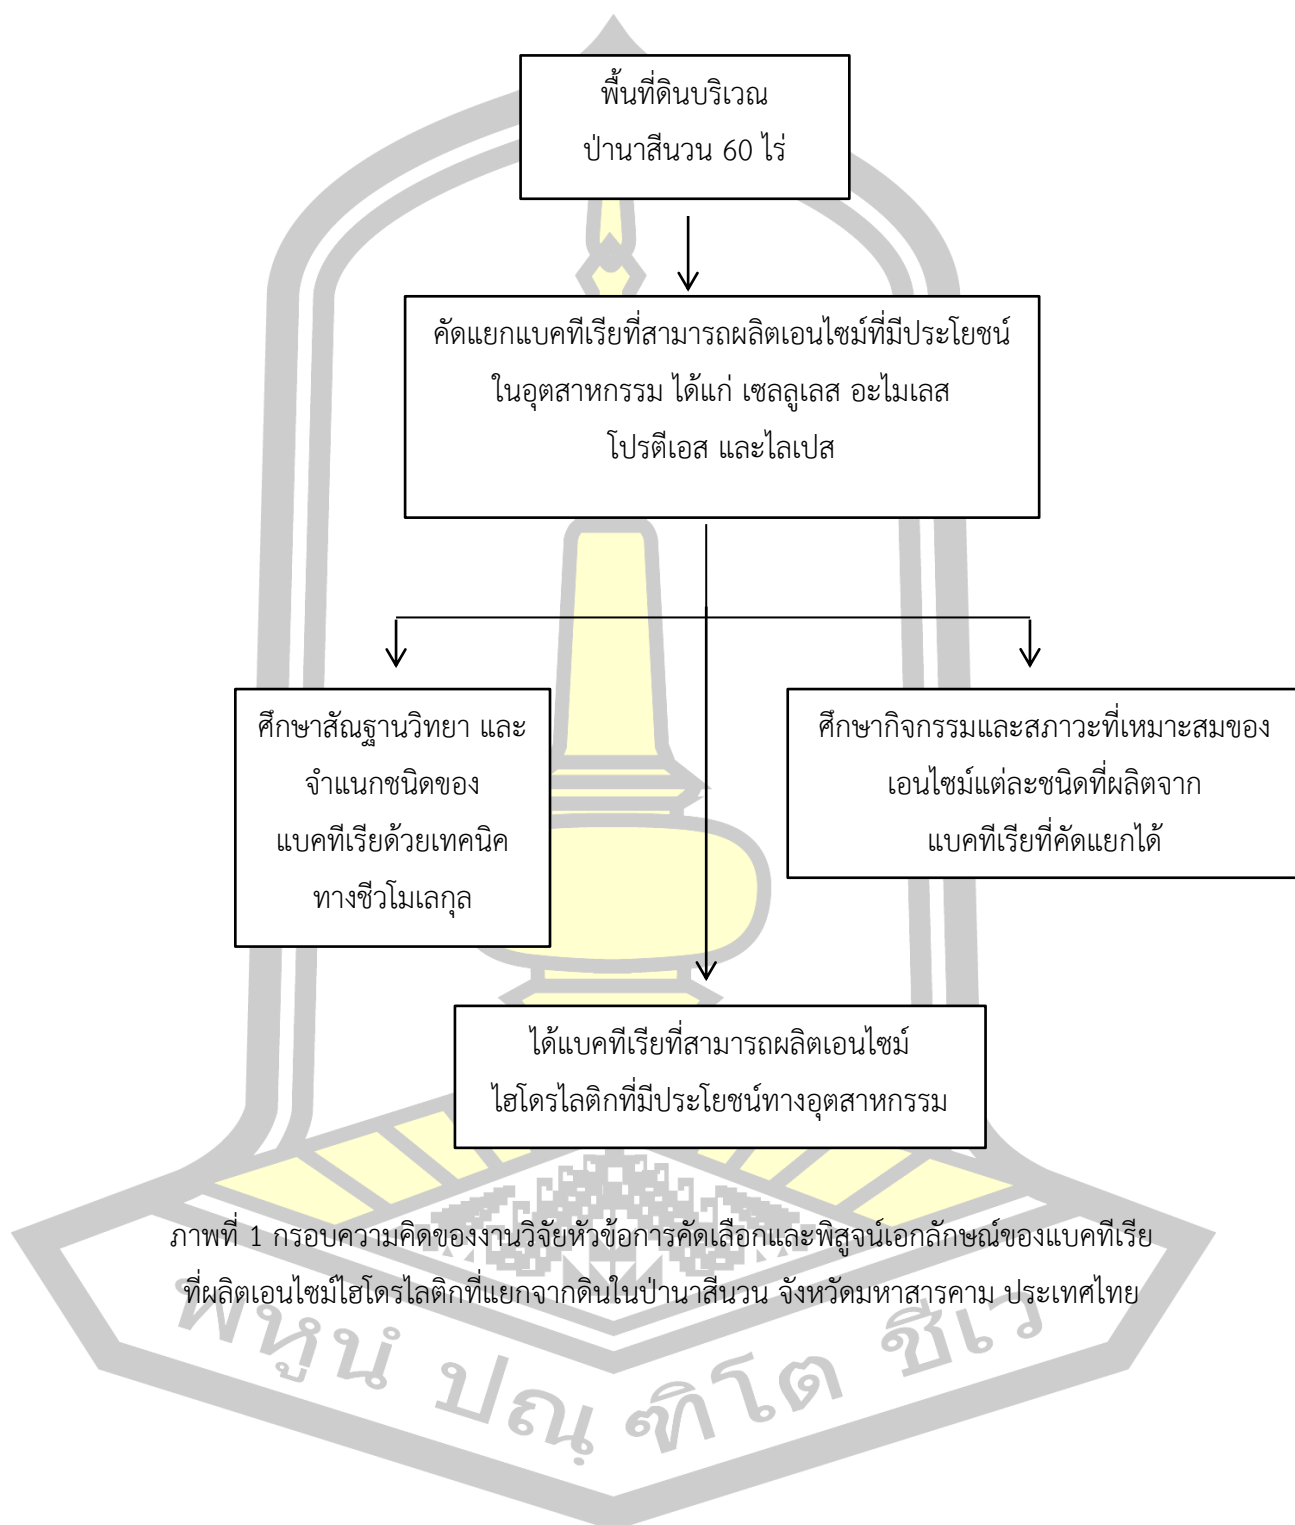 พื้นที่ดินบริเวณ
ป่านาสีนวน 60 ไร่
คัดแยกแบคทีเรียที่สามารถผลิตเอนไซม์ที่มีประโยชน์
ในอุตสาหกรรม ได้แก่ เซลลูเลส อะไมเลส
โปรตีเอส และไลเปส
ศึกษาสัณฐานวิทยา และ
จำแนกชนิดของ
แบคทีเรียด้วยเทคนิค
ทางชีวโมเลกุล
ศึกษากิจกรรมและสภาวะที่เหมาะสมของ
เอนไซม์แต่ละชนิดที่ผลิตจาก
แบคทีเรียที่คัดแยกได้
ได้แบคทีเรียที่สามารถผลิตเอนไซม์
ไฮโดรไลติกที่มีประโยชน์ทางอุตสาหกรรม
ภาพที่ 1 กรอบความคิดของงานวิจัยหัวข้อการคัดเลือกและพิสูจน์เอกลักษณ์ของแบคทีเรีย
ที่ผลิตเอนไซม์ไฮโดรไลติกที่แยกจากดินในป่านาสีนวน จังหวัดมหาสารคาม ประเทศไทย
พหูนํ ปณฺ ฑิโต ชีเว